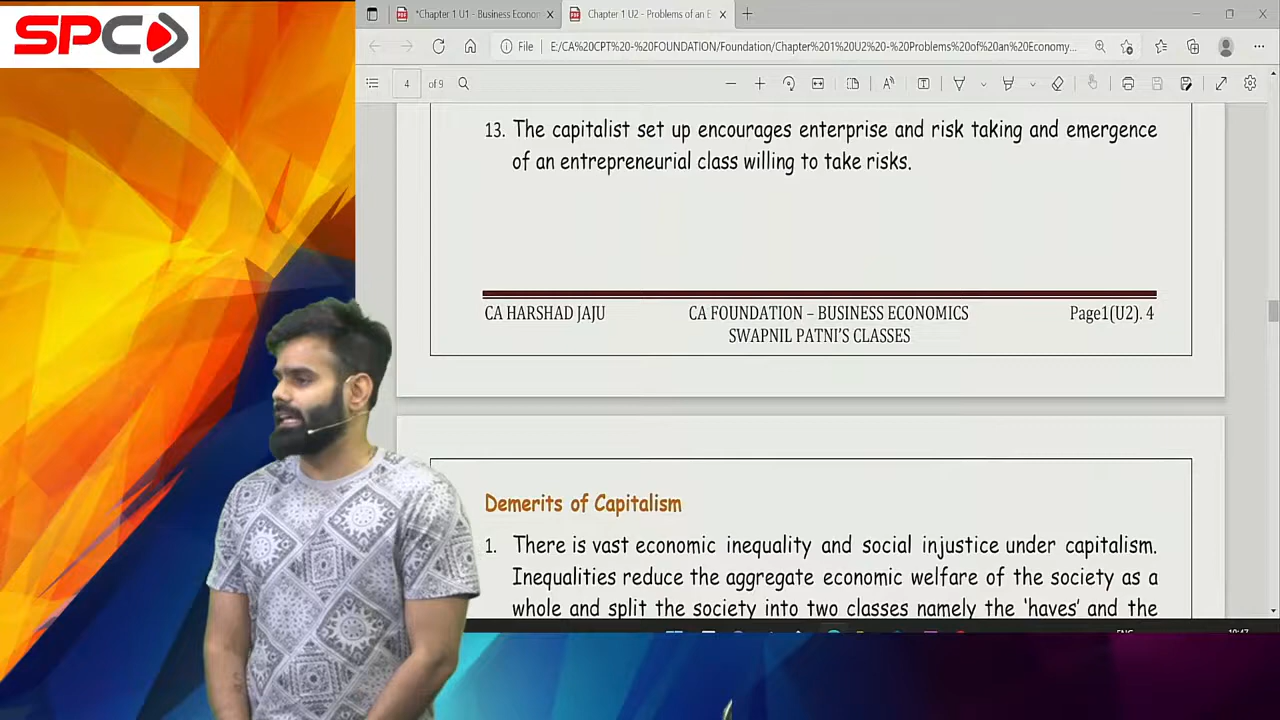 SPC
*Chapter 1 U1 - Business Econor
Chapter 1 U2 - Problems of an E
File
E:/CA%20CPT%20-%20FOUNDATION/Foundation/Chapter%201%20U2%20-%20Problems%20of%20an%20Economy...
4
of 9
13. The capitalist set up encourages enterprise and risk taking and emergence
of an entrepreneurial class willing to take risks.
CA HARSHAD JAJU
CA FOUNDATION – BUSINESS ECONOMICS
Page1(U2). 4
SWAPNIL PATNI'S CLASSES
Demerits of Capitalism
1. There is vast economic inequality and social injustice under capitalism.
Inequalities reduce the aggregate economic welfare of the society as a
whole and split the society into two classes namely the 'haves' and the